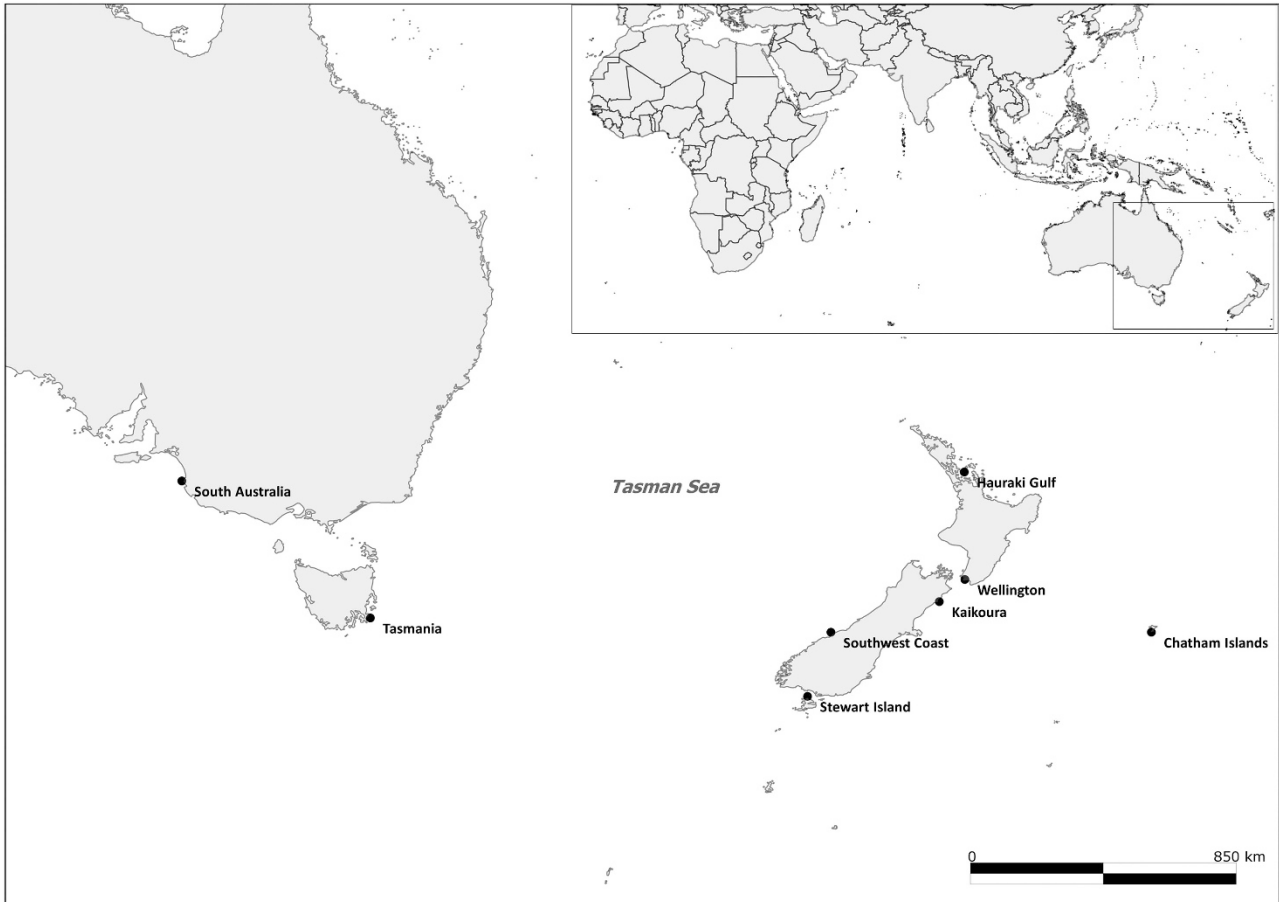 South Australia
Tasmania
Tasman Sea
Hauraki Gulf
Wellington
Kaikoura
Southwest Coast
Chatham Islands
Stewart Island
0 850 km